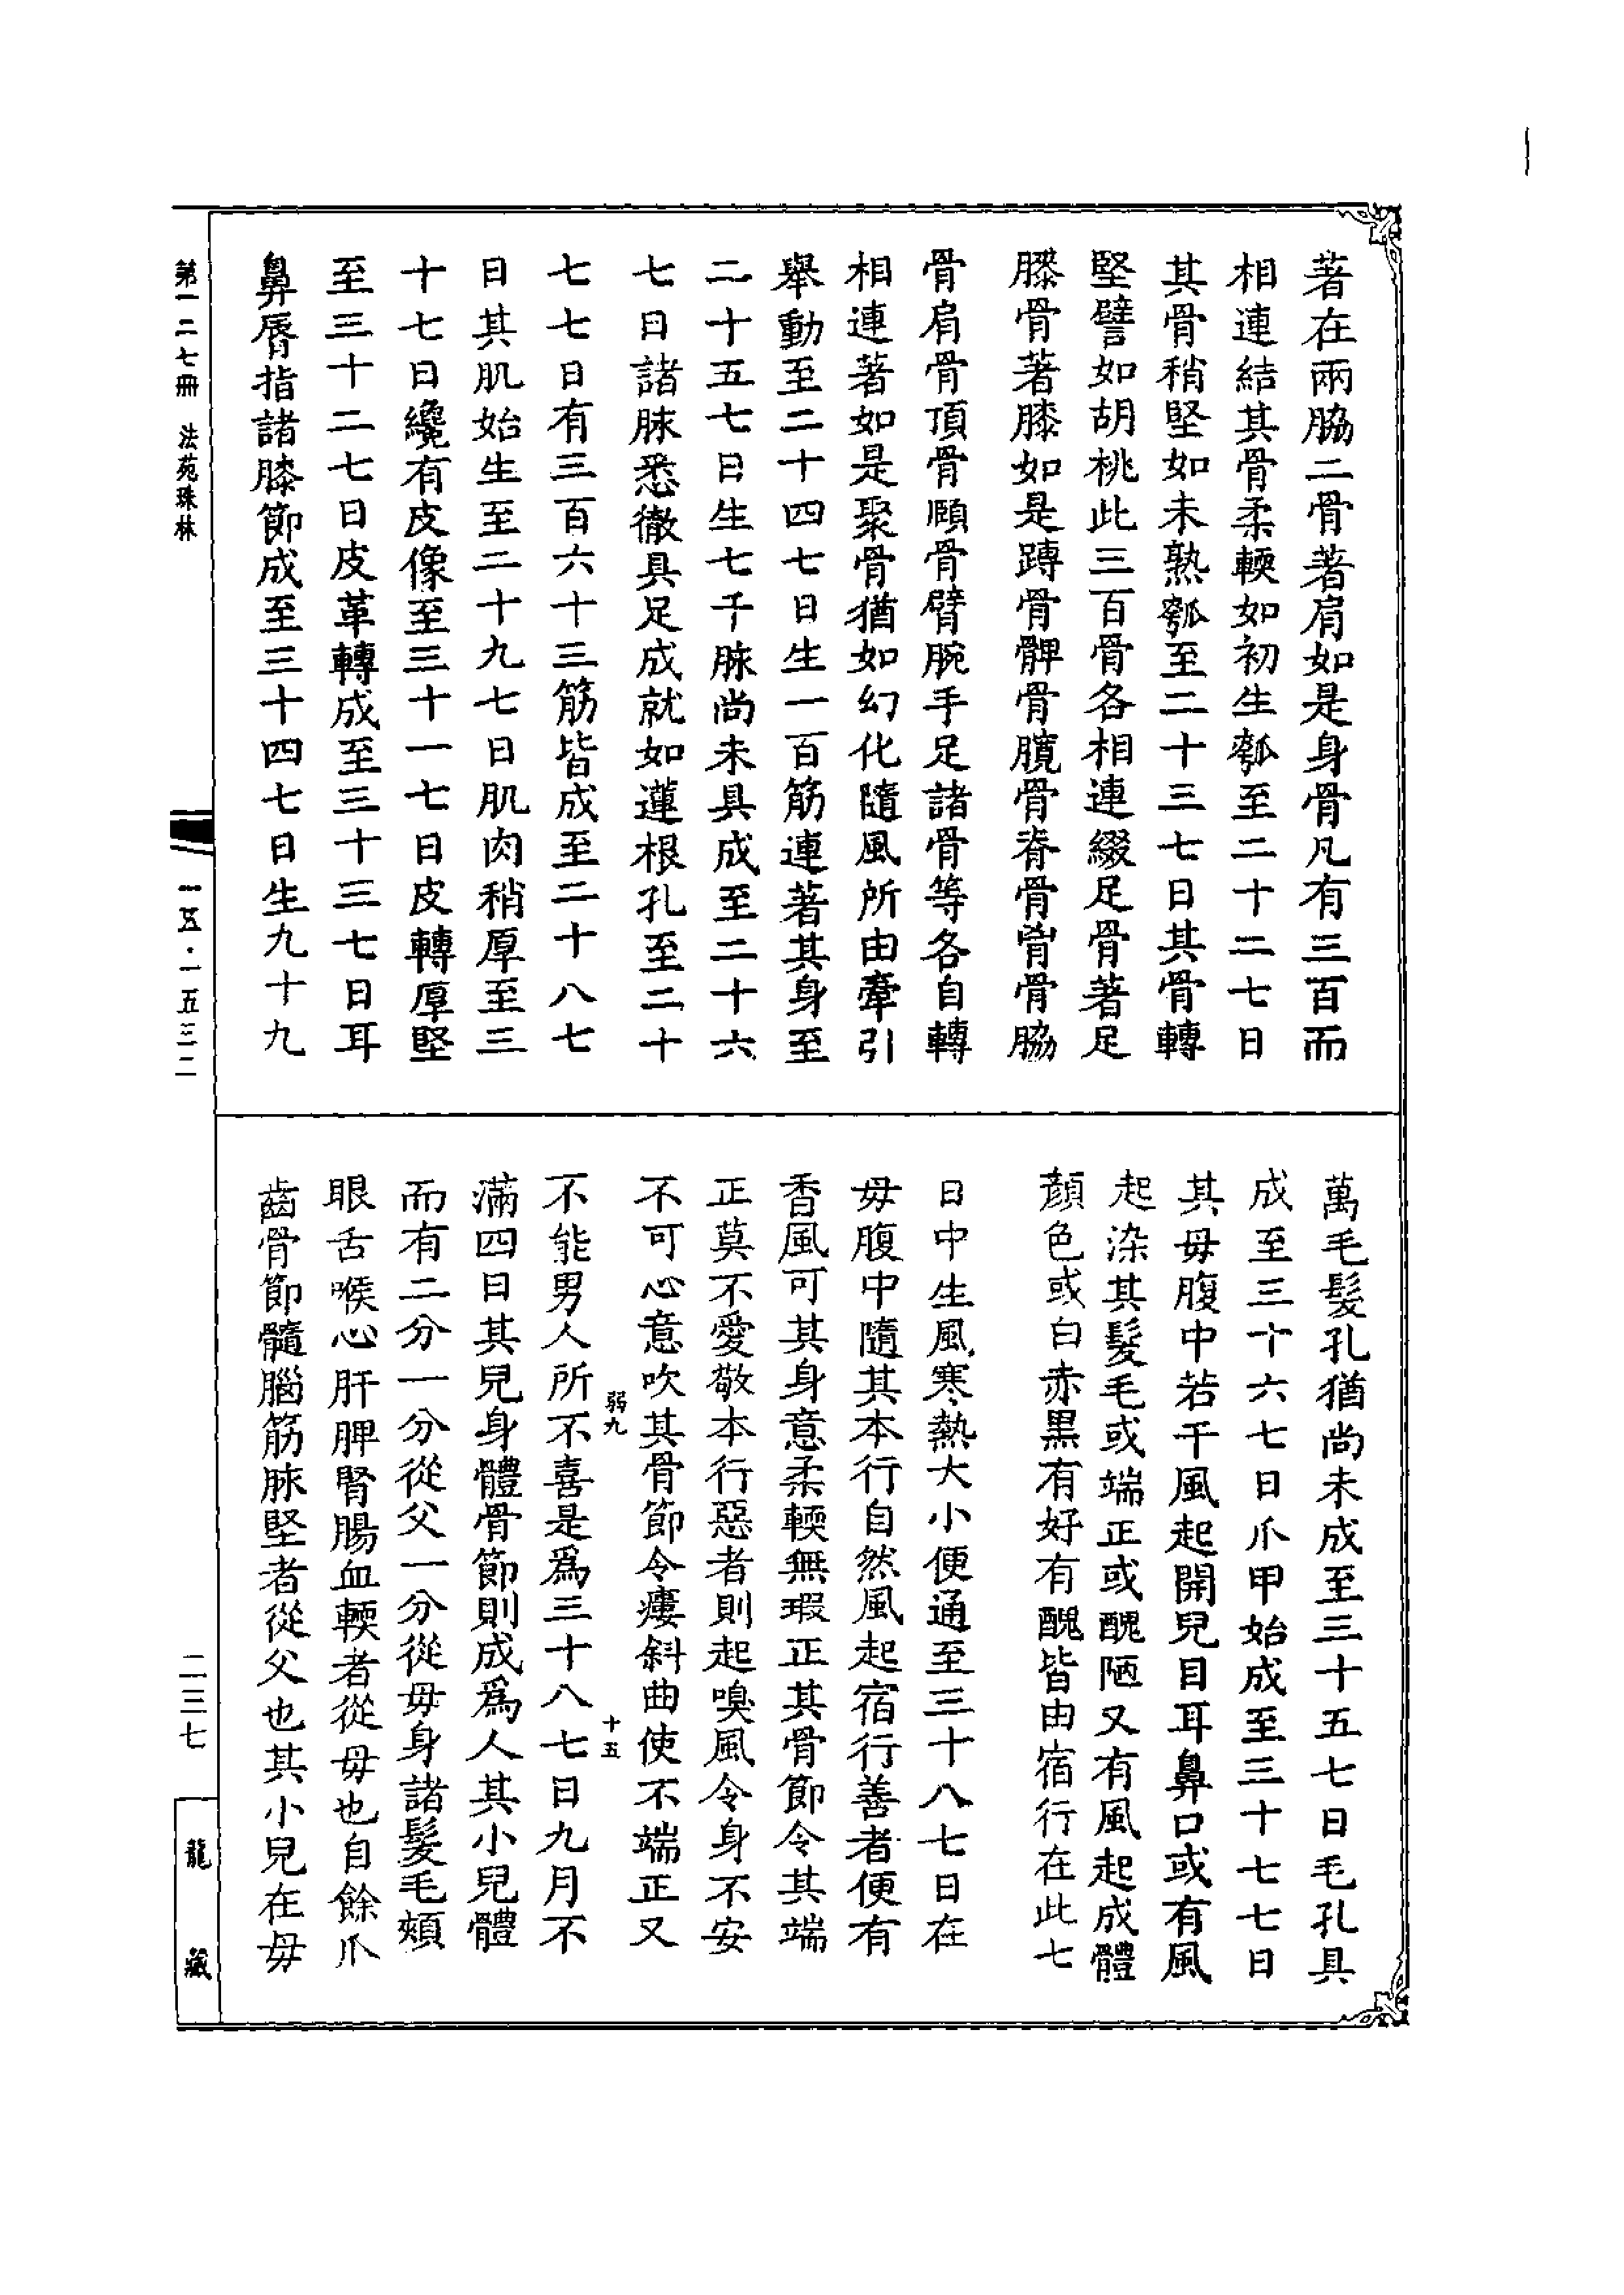 著在兩脇二骨著肩如是身骨凡有三百而
相連結其骨柔輭如初生瓠至二十二七日
其骨稍堅如未熟瓠至二十三七日其骨轉
堅譬如胡桃此三百骨各相連綴足骨著足
膝骨著膝如是䏝骨髀骨臗骨脊骨骨脇
骨肩骨頂骨頤骨臂腕手足諸骨等各自轉
相連著如是聚骨猶如幻化隨風所由牽引
舉動至二十四七日生一百筋連著其身至
二十五七日生七千脉尚未具成至二十六
七日諸脉悉徹具足成就如蓮根孔至二十
七七日有三百六十三筋皆成至二十八七
日其肌始生至二十九七日肌肉稍厚至三
十七日纔有皮像至三十一七日皮轉厚堅
至三十二七日皮革轉成至三十三七日耳
鼻脣指諸膝節成至三十四七日生九十九
萬毛髮孔猶尚未成至三十五七日毛孔具
成至三十六七日爪甲始成至三十七七日
其母腹中若干風起開兒目耳鼻口或有風
起染其髮毛或端正或醜陋又有風起成體
顏色或白赤黑有好有醜皆由宿行在此七
日中生風寒熱大小便通至三十八七日在
母腹中隨其本行自然風起宿行善者便有
香風可其身意柔輭無瑕正其骨節令其端
正莫不愛敬本行惡者則起嗅風令身不安
不可心意吹其骨節令瘻斜曲使不端正又
弱九 十五
不能男人所不喜是爲三十八七日九月不
滿四日其兒身體骨節則成爲人其小兒體
而有二分一分從父一分從母身諸髮毛頰
眼舌喉心肝脾腎腸血輭者從母也自餘爪
齒骨節髓腦筋脉堅者從父也其小兒在母
第一二七冊 法苑珠林
一五·一五三二
二三七
龍藏